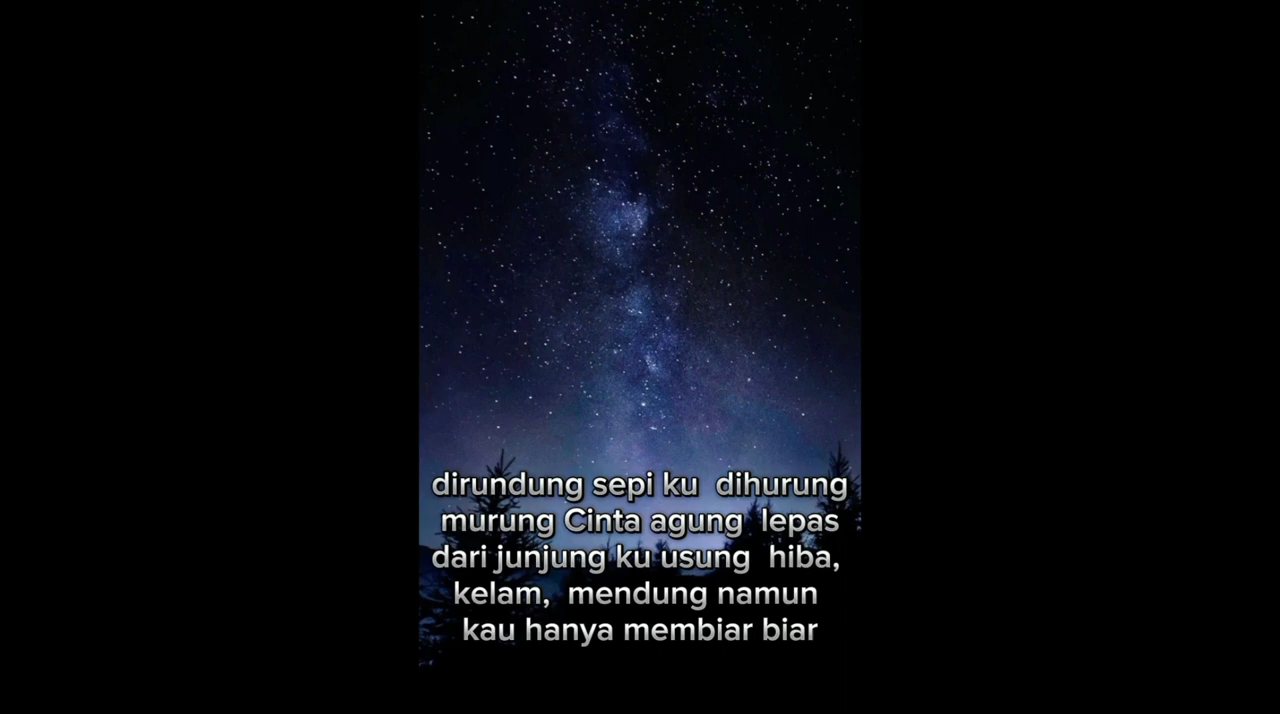 dirundung sepi ku  dihurung
murung Cinta agung  lepas
dari junjung ku usung  hiba,
kelam,  mendung namun
kau hanya membiar biar